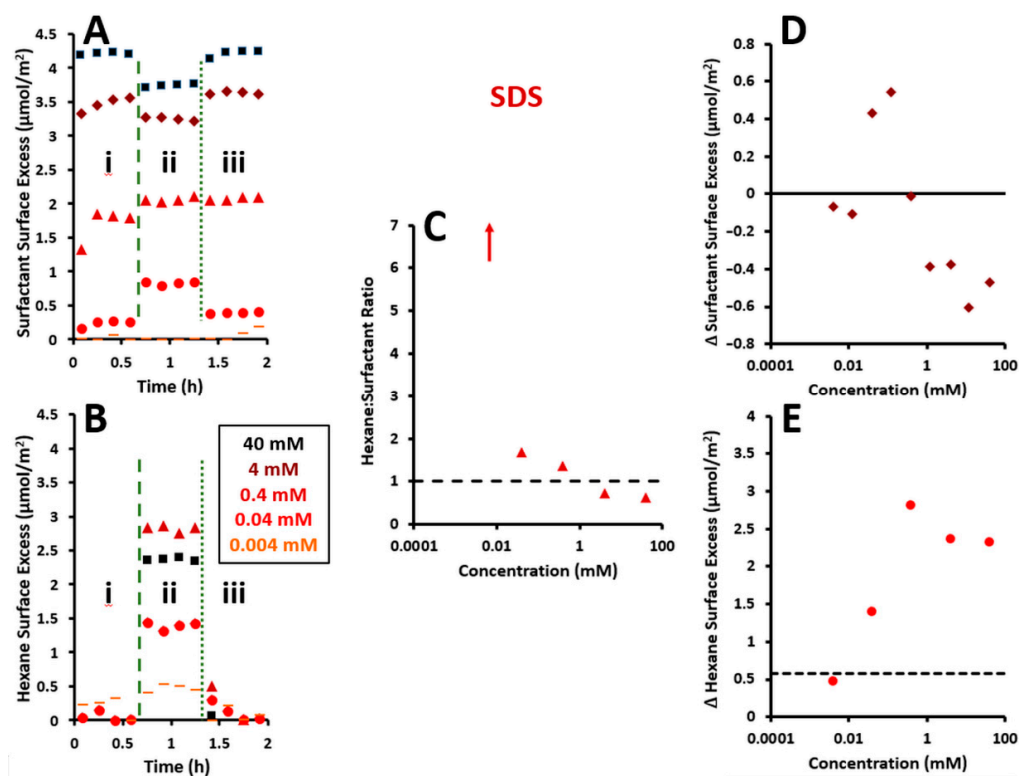 A
Surfactant Surface Excess (µmol/m²)
4.5
4
3.5
3
2.5
2
1.5
1
0.5
0
i
ii
iii
0
0.5
1
1.5
2
Time (h)
B
Hexane Surface Excess (µmol/m²)
4.5
4
3.5
3
2.5
2
1.5
1
0.5
0
40 mM
4 mM
0.4 mM
0.04 mM
0.004 mM
i
ii
iii
0
0.5
1
1.5
2
Time (h)
SDS
C
Hexane:Surfactant Ratio
7
6
5
4
3
2
1
0
0.0001
0.01
1
100
Concentration (mM)
D
Δ Surfactant Surface Excess (µmol/m²)
0.8
0.6
0.4
0.2
0
−0.2
−0.4
−0.6
−0.8
0.0001
0.01
1
100
Concentration (mM)
E
Δ Hexane Surface Excess (µmol/m²)
4
3.5
3
2.5
2
1.5
1
0.5
0
0.0001
0.01
1
100
Concentration (mM)